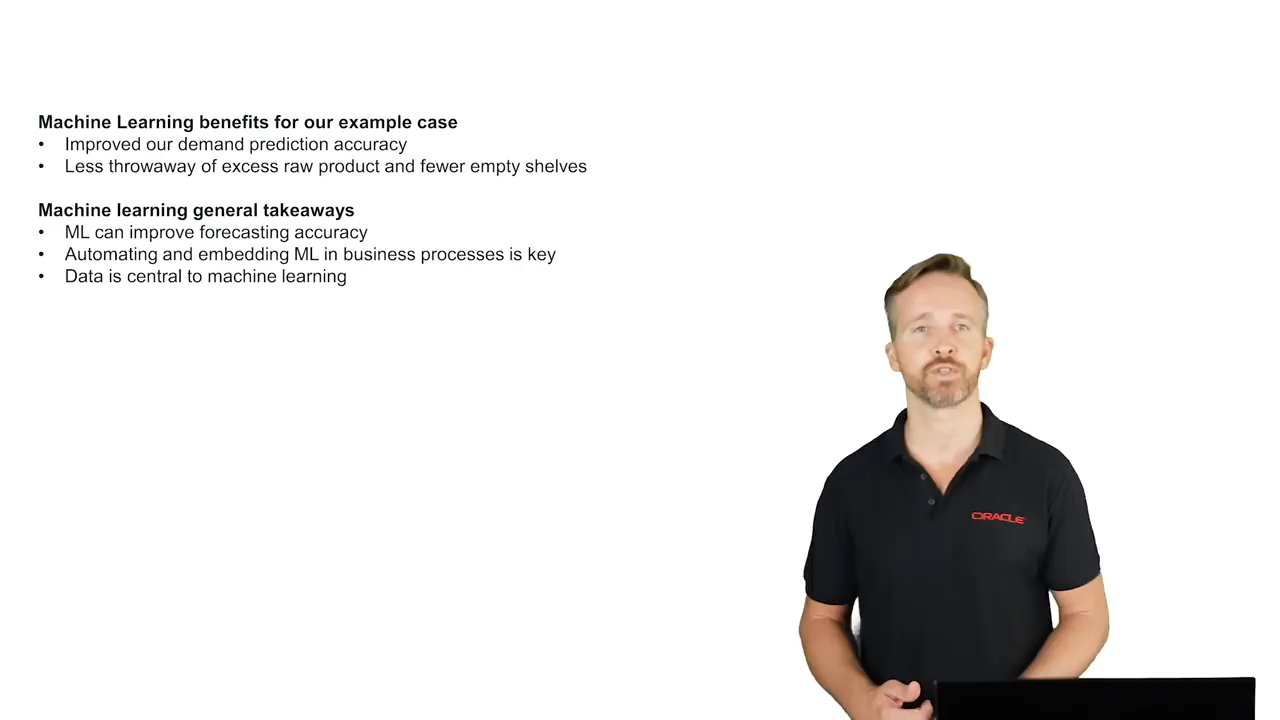 Machine Learning benefits for our example case
• Improved our demand prediction accuracy
• Less throwaway of excess raw product and fewer empty shelves
Machine learning general takeaways
• ML can improve forecasting accuracy
• Automating and embedding ML in business processes is key
• Data is central to machine learning
ORACLE